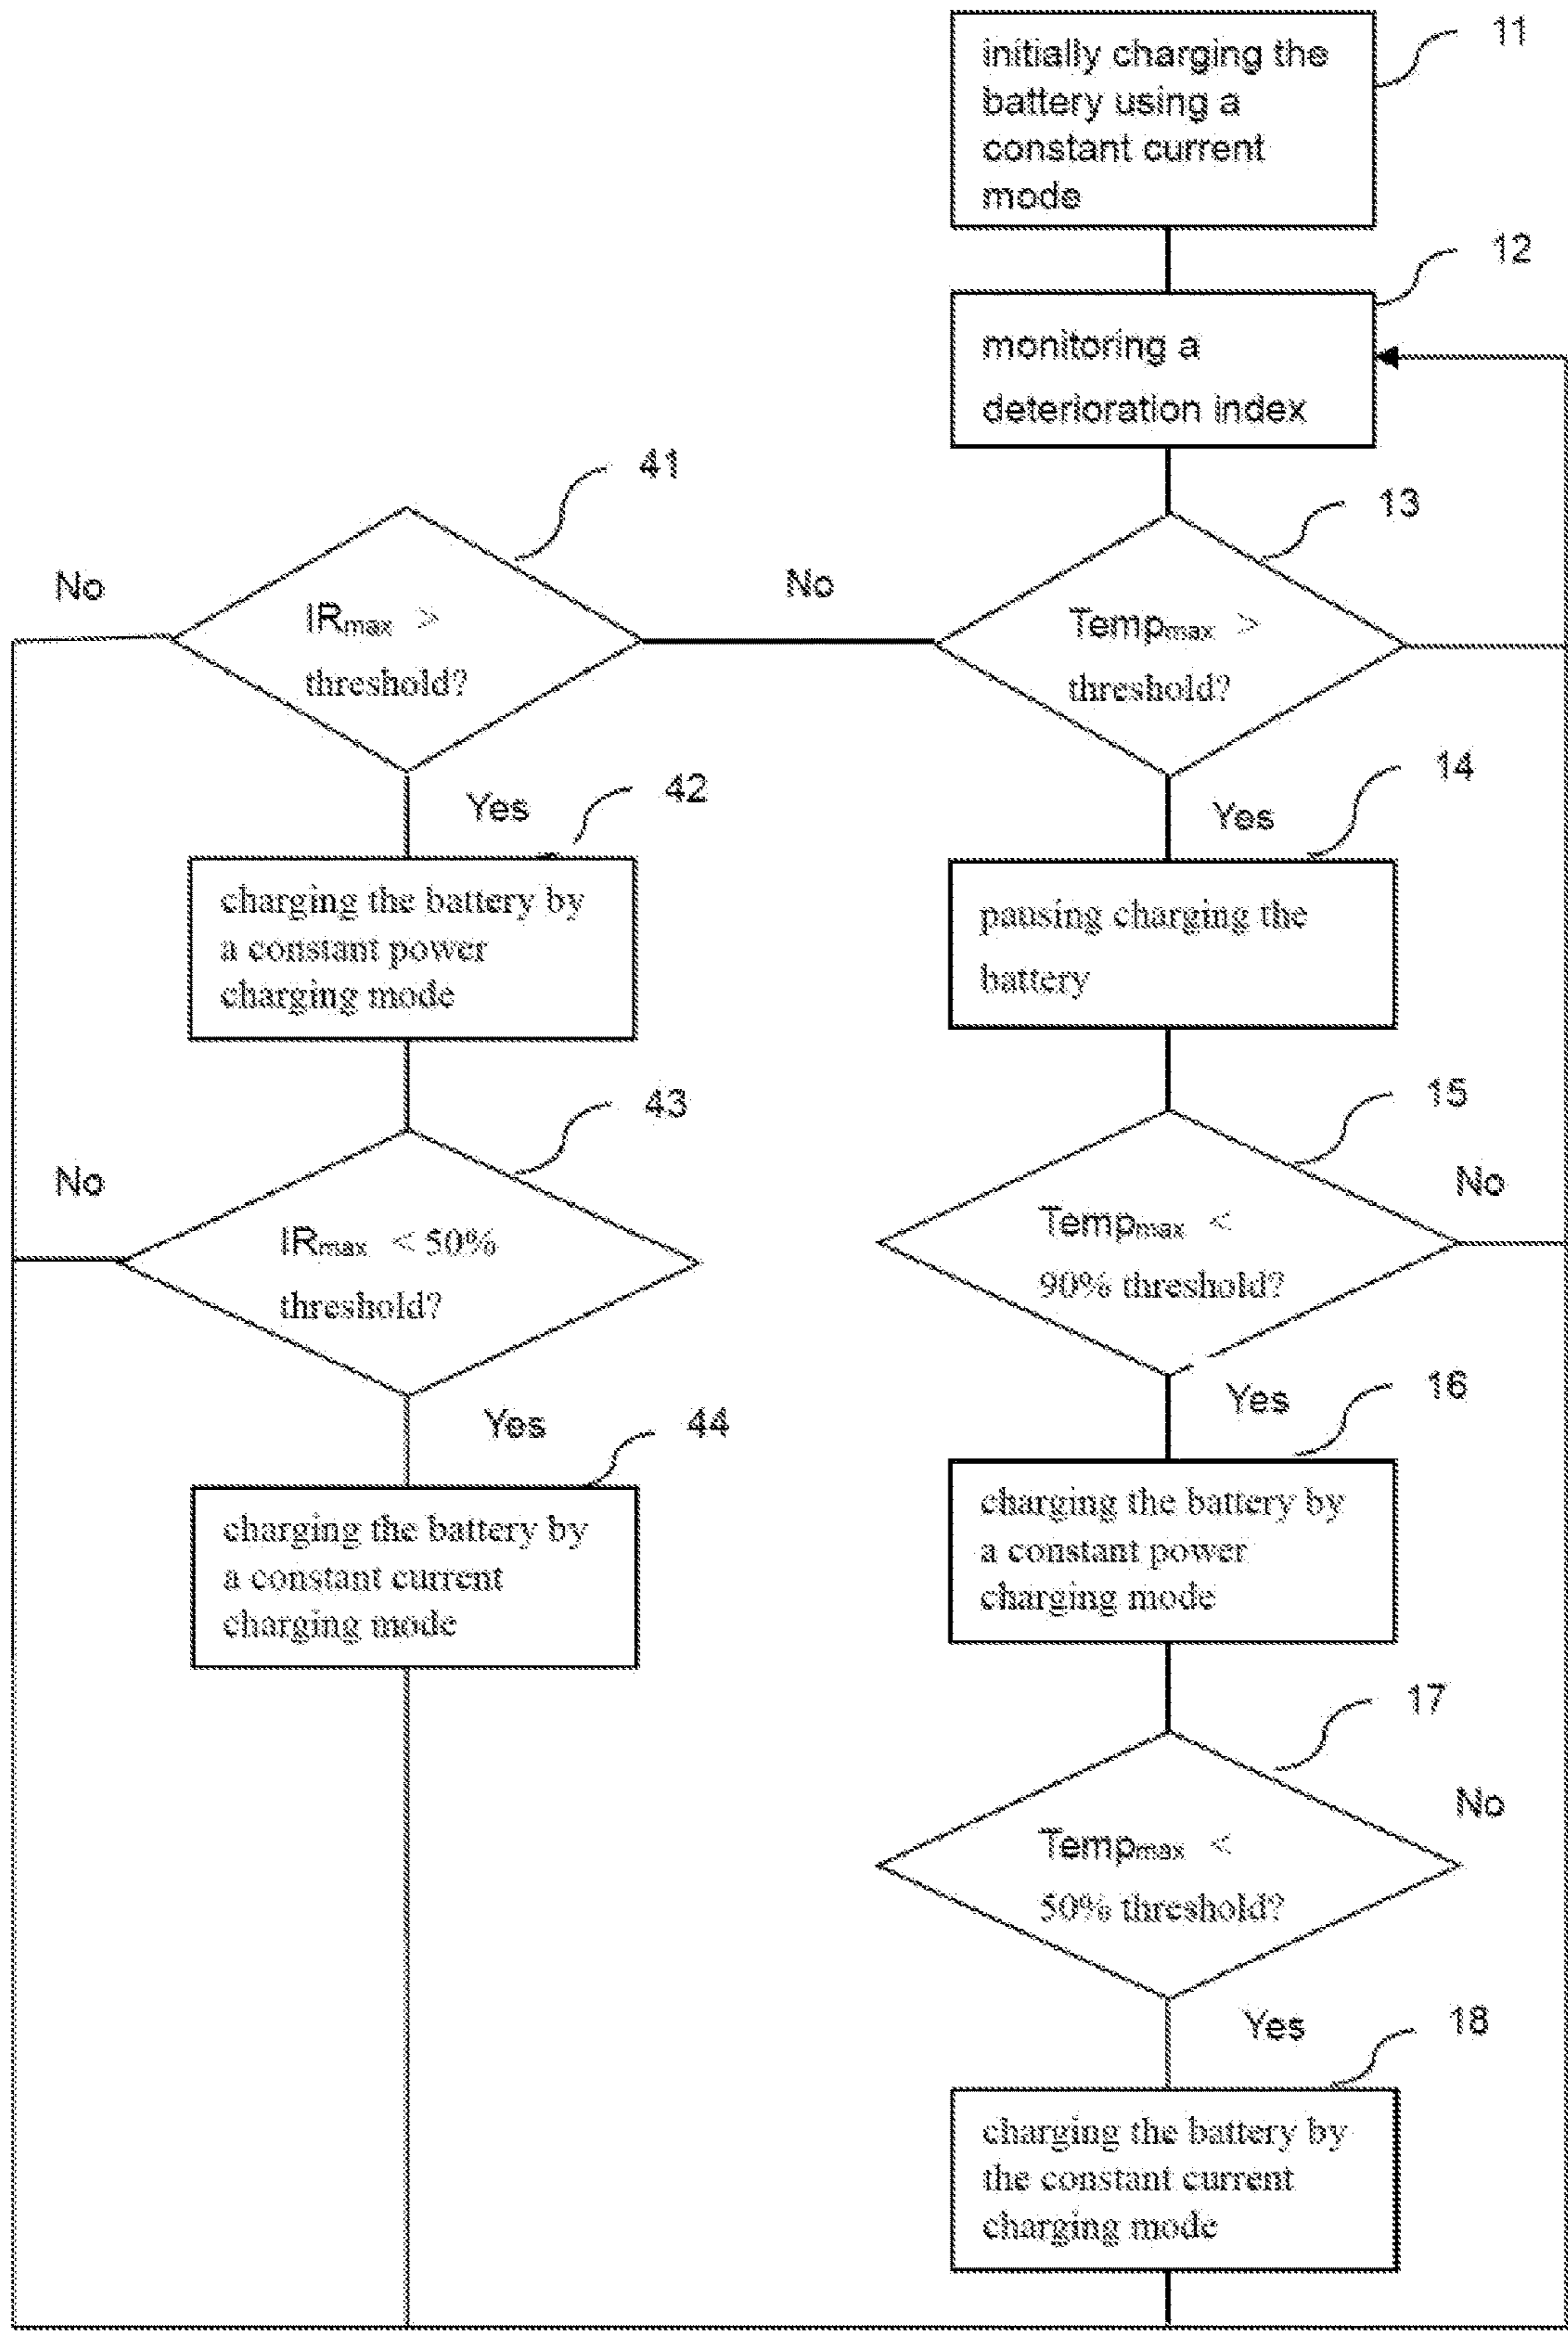 initially charging the
battery using a
constant current
mode
11
monitoring a
deterioration index
12
Tempmax >
threshold?
13
No
Yes
IRmax >
threshold?
41
No
Yes
charging the battery by
a constant power
charging mode
42
pausing charging the
battery
14
IRmax < 50%
threshold?
43
No
Yes
Tempmax <
90% threshold?
15
No
Yes
charging the battery by
a constant current
charging mode
44
charging the battery by
a constant power
charging mode
16
Tempmax <
50% threshold?
17
No
Yes
charging the battery by
the constant current
charging mode
18